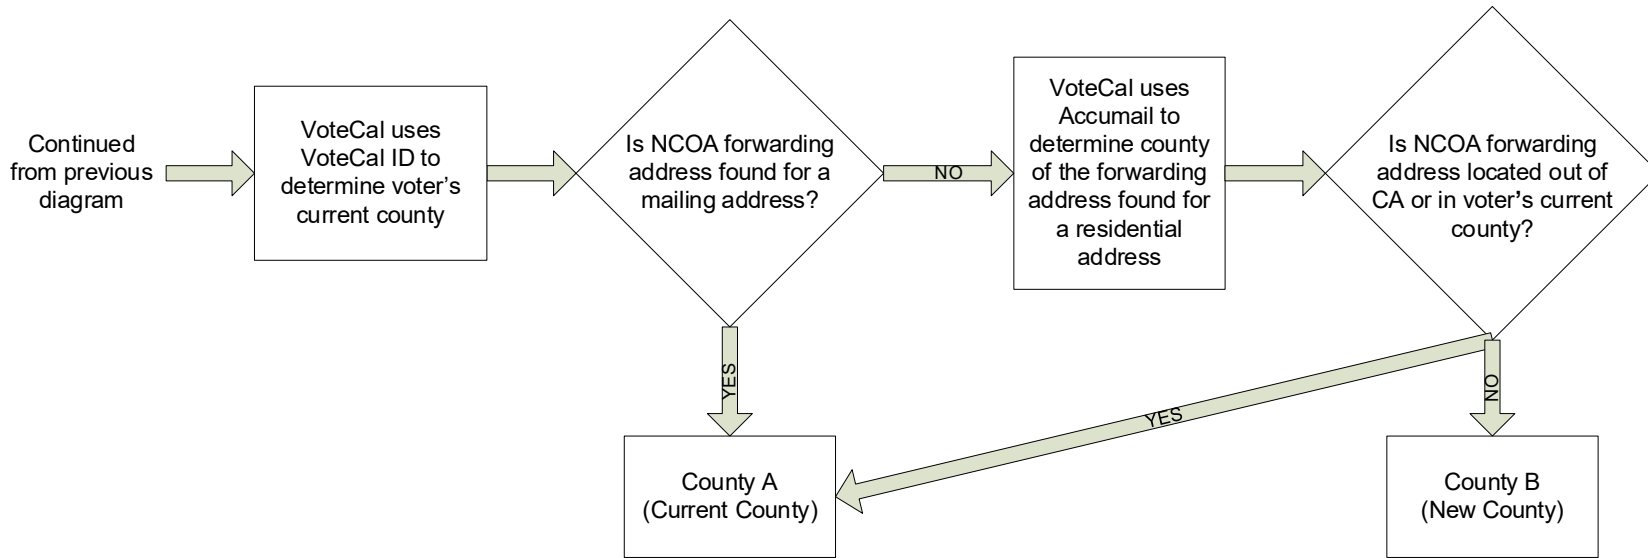 Continued
from previous
diagram
VoteCal uses
VoteCal ID to
determine voter's
current county
Is NCOA forwarding
address found for a
mailing address?
NO
VoteCal uses
Accumail to
determine county
of the forwarding
address found for
a residential
address
Is NCOA forwarding
address located out of
CA or in voter's current
county?
YES
YES
NO
County A
(Current County)
County B
(New County)